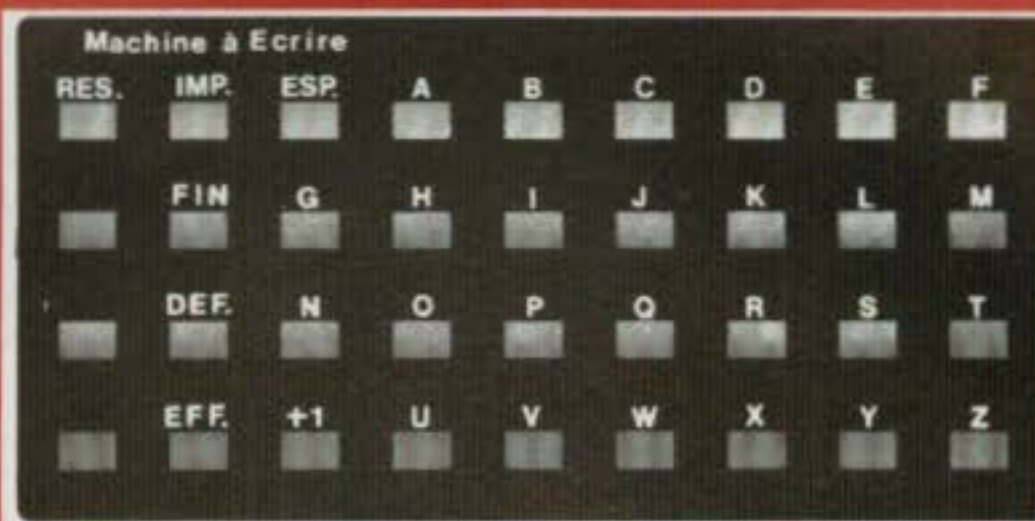 Machine à Ecrire
RES. IMP. ESP. A B C D E F
FIN G H I J K L M
DEF. N O P Q R S T
EFF. +1 U V W X Y Z